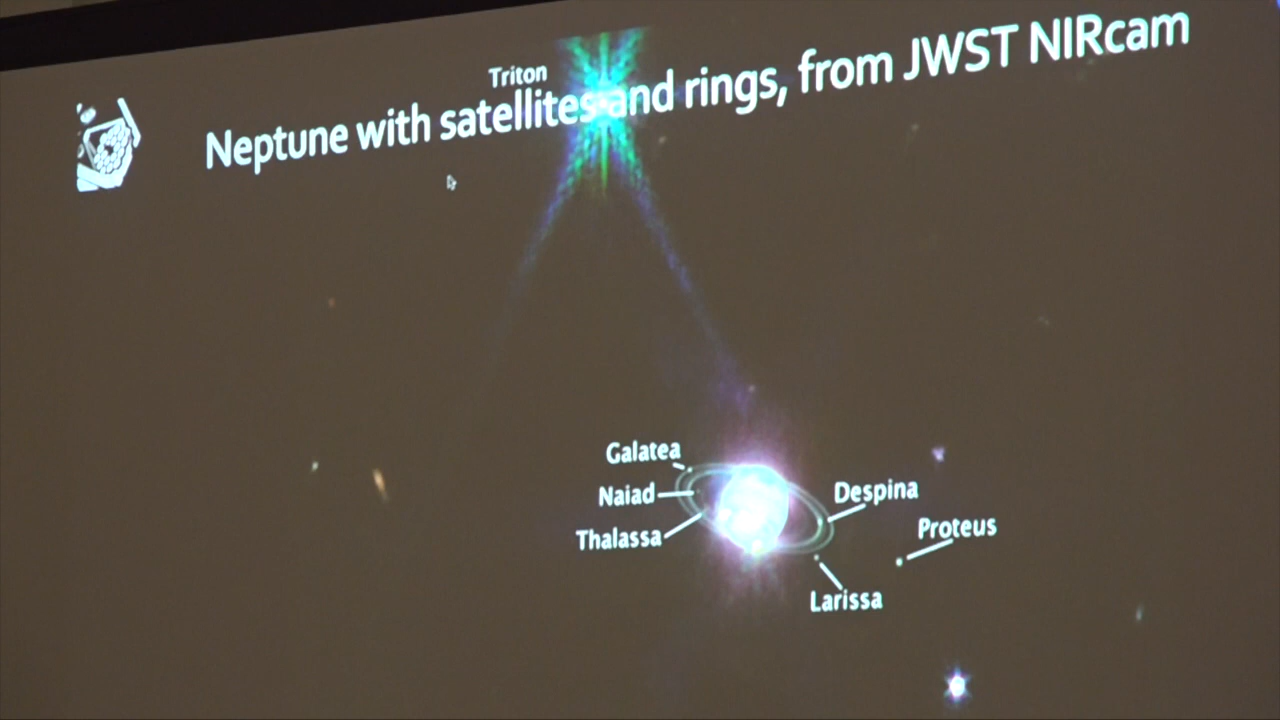 Triton
Neptune with satellites and rings, from JWST NIRcam
Galatea
Naiad
Thalassa
Despina
Proteus
Larissa